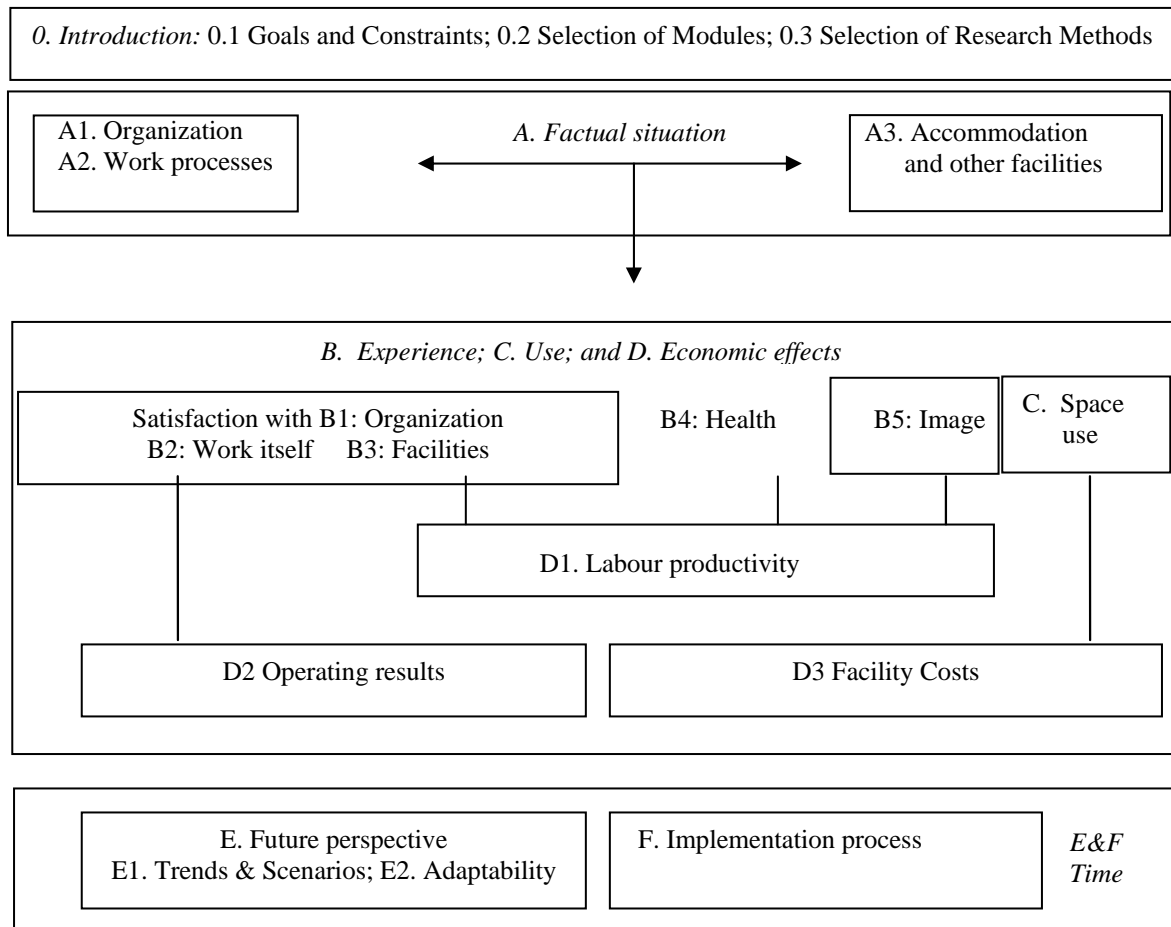 0. Introduction: 0.1 Goals and Constraints; 0.2 Selection of Modules; 0.3 Selection of Research Methods
A1. Organization
A2. Work processes
A. Factual situation
A3. Accommodation
and other facilities
B. Experience; C. Use; and D. Economic effects
Satisfaction with B1: Organization
B2: Work itself B3: Facilities
B4: Health
B5: Image
C. Space
use
D1. Labour productivity
D2 Operating results
D3 Facility Costs
E. Future perspective
E1. Trends & Scenarios; E2. Adaptability
F. Implementation process
E&F
Time